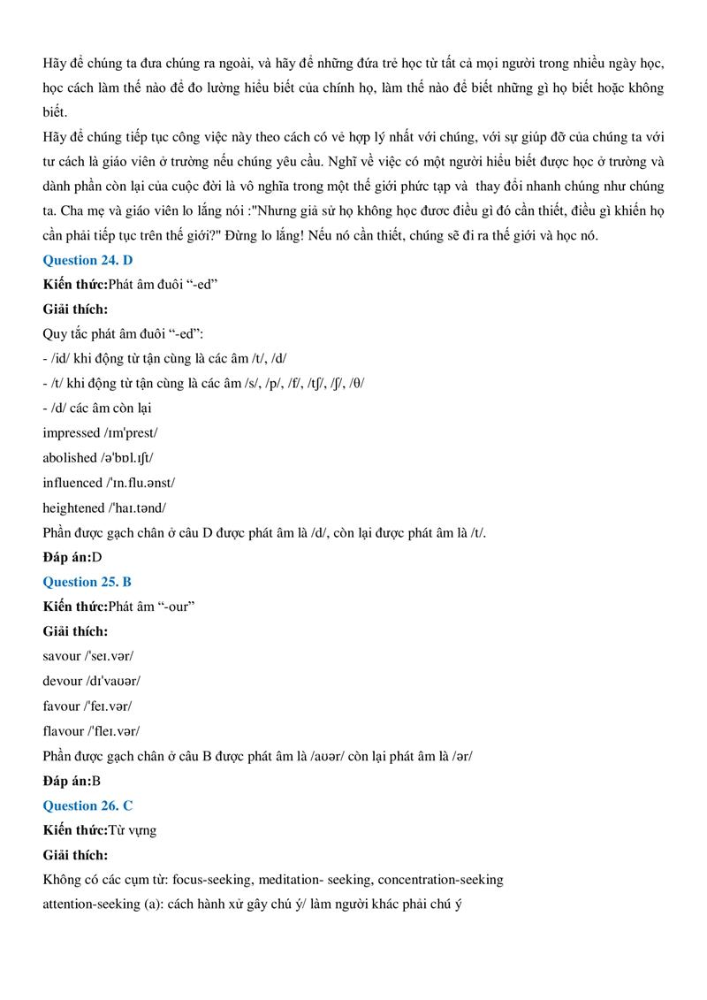 Hãy để chúng ta đưa chúng ra ngoài, và hãy để những đứa trẻ học từ tất cả mọi người trong nhiều ngày học,
học cách làm thế nào để đo lường hiểu biết của chính họ, làm thế nào để biết những gì họ biết hoặc không
biết.
Hãy để chúng tiếp tục công việc này theo cách có vẻ hợp lý nhất với chúng, với sự giúp đỡ của chúng ta với
tư cách là giáo viên ở trường nếu chúng yêu cầu. Nghĩ về việc có một người hiểu biết được học ở trường và
dành phần còn lại của cuộc đời là vô nghĩa trong một thế giới phức tạp và  thay đổi nhanh chóng như chúng
ta. Cha mẹ và giáo viên lo lắng nói :"Nhưng giả sử họ không học đươc điều gì đó cần thiết, điều gì khiến họ
cần phải tiếp tục trên thế giới?" Đừng lo lắng! Nếu nó cần thiết, chúng sẽ đi ra thế giới và học nó.
Question 24. D
Kiến thức:Phát âm đuôi “-ed”
Giải thích:
Quy tắc phát âm đuôi “-ed”:
- /id/ khi động từ tận cùng là các âm /t/, /d/
- /t/ khi động từ tận cùng là các âm /s/, /p/, /f/, /tʃ/, /ʃ/, /θ/
- /d/ các âm còn lại
impressed /ɪmˈprest/
abolished /əˈbɒl.ɪʃt/
influenced /ˈɪn.flu.ənst/
heightened /ˈhaɪ.tənd/
Phần được gạch chân ở câu D được phát âm là /d/, còn lại được phát âm là /t/.
Đáp án:D
Question 25. B
Kiến thức:Phát âm “-our”
Giải thích:
savour /ˈseɪ.vər/
devour /dɪˈvaʊər/
favour /ˈfeɪ.vər/
flavour /ˈfleɪ.vər/
Phần được gạch chân ở câu B được phát âm là /aʊər/ còn lại phát âm là /ər/
Đáp án:B
Question 26. C
Kiến thức:Từ vựng
Giải thích:
Không có các cụm từ: focus-seeking, meditation- seeking, concentration-seeking
attention-seeking (a): cách hành xử gây chú ý/ làm người khác phải chú ý